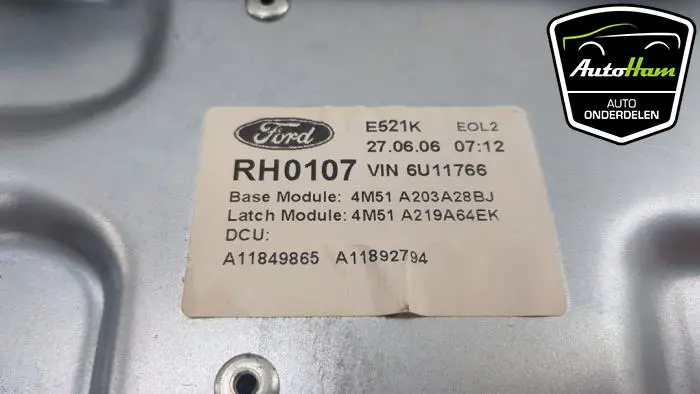 AutoHam
AUTO
ONDERDELEN
Ford
E521K EOL2
27.06.06 07:12
RH0107 VIN 6U11766
Base Module: 4M51 A203A28BJ
Latch Module: 4M51 A219A64EK
DCU:
A11849865 A11892794